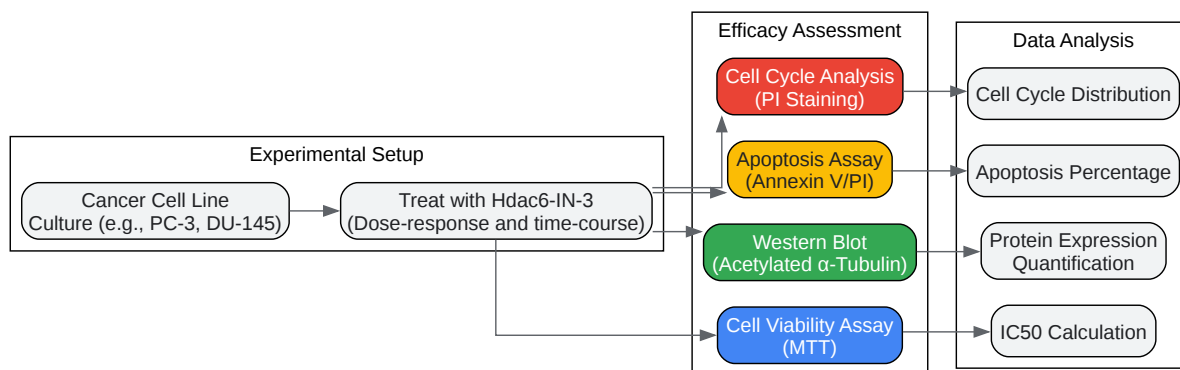 Experimental Setup
Cancer Cell Line
Culture (e.g., PC-3, DU-145)
Treat with Hdac6-IN-3
(Dose-response and time-course)
Efficacy Assessment
Cell Cycle Analysis
(PI Staining)
Apoptosis Assay
(Annexin V/PI)
Western Blot
(Acetylated α-Tubulin)
Cell Viability Assay
(MTT)
Data Analysis
Cell Cycle Distribution
Apoptosis Percentage
Protein Expression
Quantification
IC50 Calculation